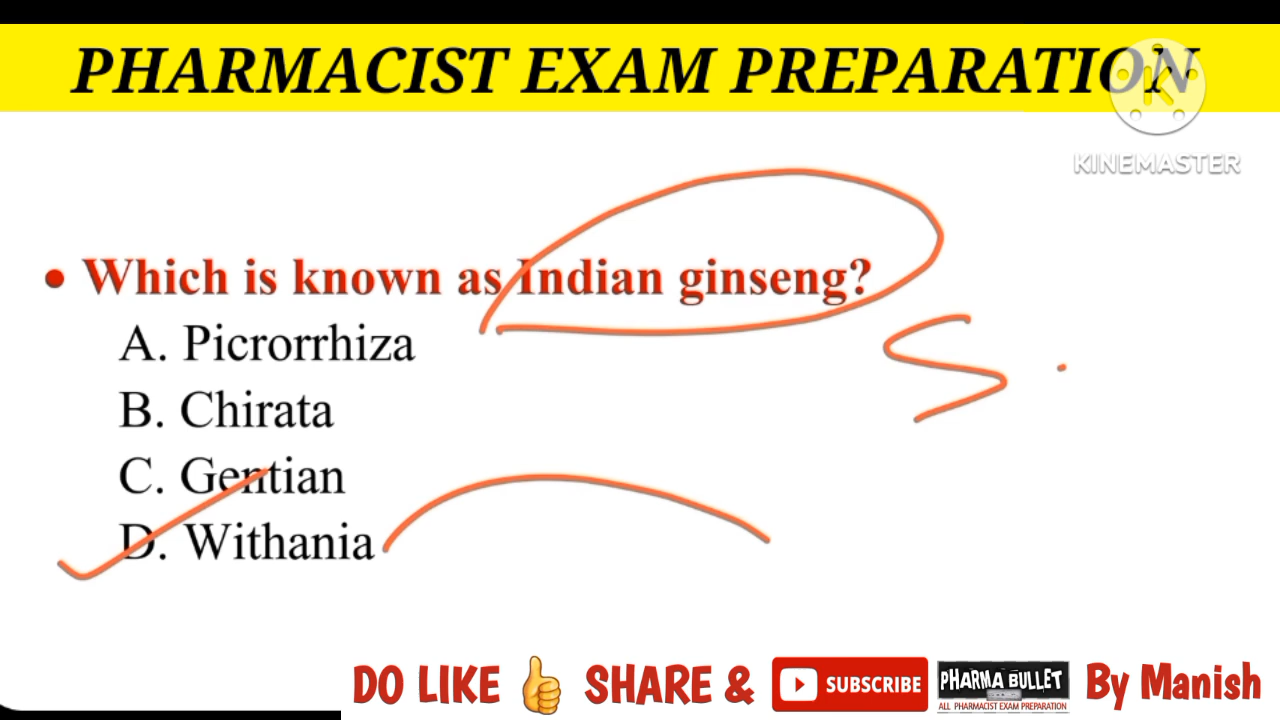 PHARMACIST EXAM PREPARATION
KINEMASTER
• Which is known as Indian ginseng?
A. Picrorrhiza
B. Chirata
C. Gentian
D. Withania
S.
DO LIKE 👍 SHARE & SUBSCRIBE PHARMA BULLET By Manish
ALL PHARMACIST EXAM PREPARATION